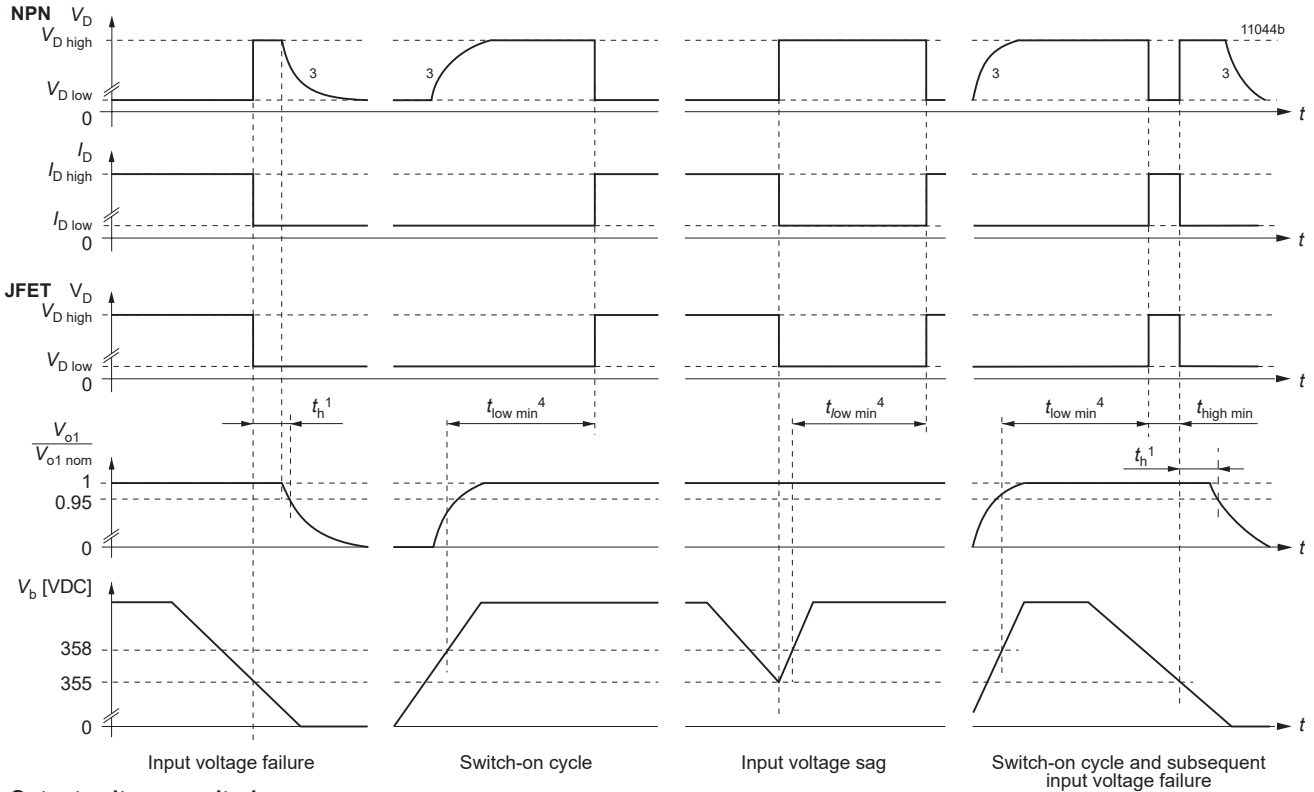 NPN V_D
V_D high
11044b
3 3 3 3
V_D low
0 t
I_D
I_D high
I_D low
0 t
JFET V_D
V_D high
V_D low
0 t
t_h^1 t_low min^4 t_low min^4 t_low min^4 t_high min
V_o1
V_o1 nom
t_h^1
1
0.95
0 t
V_b [VDC]
358
355
0 t
Input voltage failure Switch-on cycle Input voltage sag Switch-on cycle and subsequent
input voltage failure